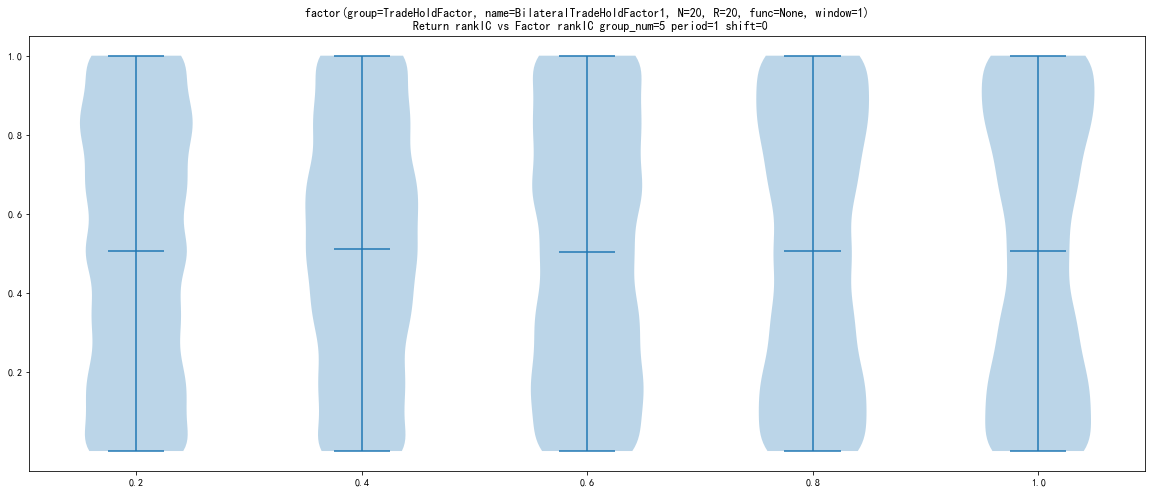 factor(group=TradeHoldFactor, name=BilateralTradeHoldFactor1, N=20, R=20, func=None, window=1)
Return rankIC vs Factor rankIC group_num=5 period=1 shift=0
1.0
0.8
0.6
0.4
0.2
0.2 0.4 0.6 0.8 1.0